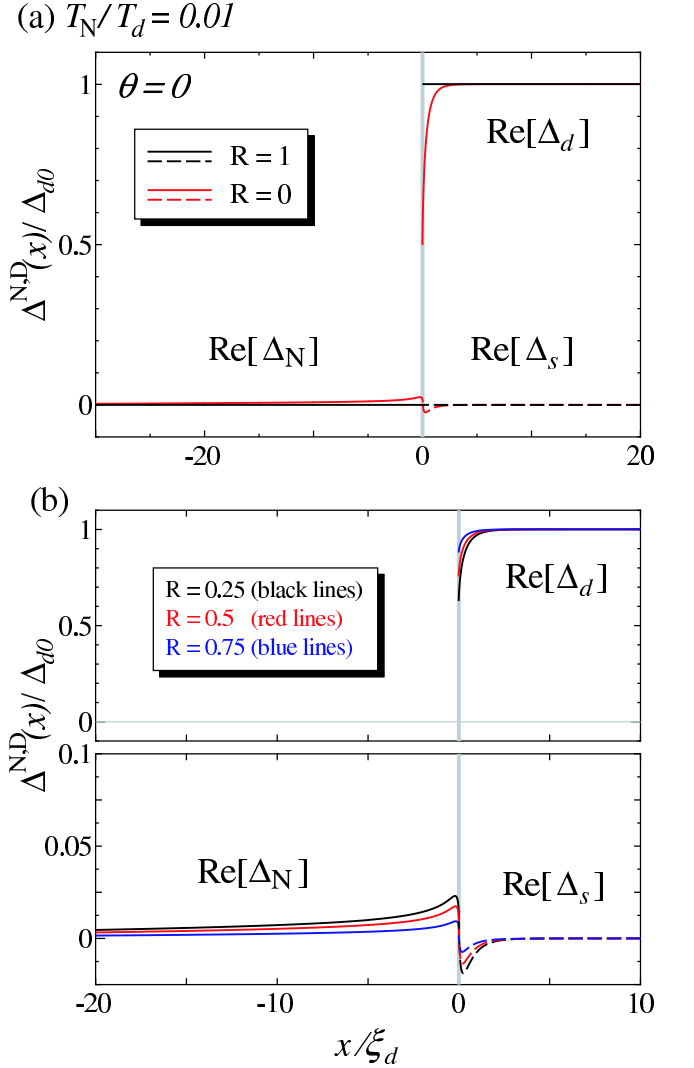 (a) T_N / T_d = 0.01
θ = 0
R = 1
R = 0
Re[Δ_d]
Re[Δ_N]
Re[Δ_s]
1
0.5
0
Δ^{N,D}(x) / Δ_{d0}
-20 0 20
(b)
R = 0.25 (black lines)
R = 0.5 (red lines)
R = 0.75 (blue lines)
Re[Δ_d]
1
0.5
0
Δ^{N,D}(x) / Δ_{d0}
0.1
0.05
0
Re[Δ_N]
Re[Δ_s]
-20 -10 0 10
x / ξ_d